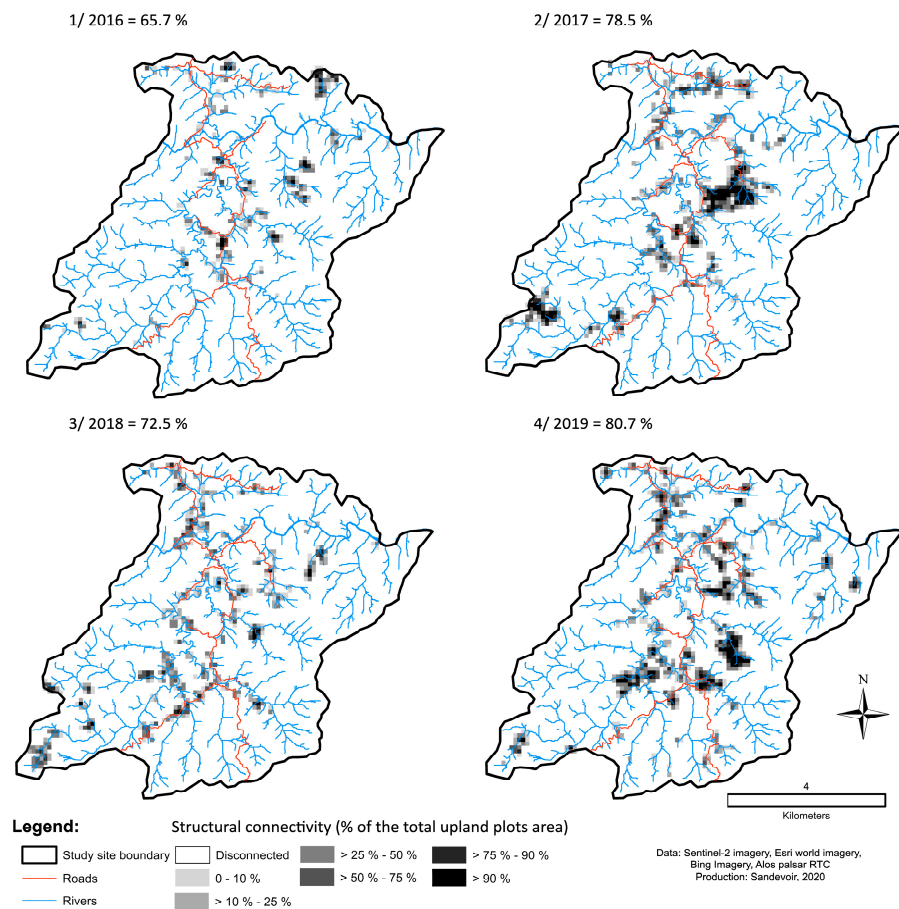 1/ 2016 = 65.7 %
2/ 2017 = 78.5 %
3/ 2018 = 72.5 %
4/ 2019 = 80.7 %
N
4
Kilometers
Legend:
Structural connectivity (% of the total upland plots area)
Study site boundary
Disconnected
> 25 % - 50 %
> 75 % - 90 %
Roads
0 - 10 %
> 50 % - 75 %
> 90 %
Rivers
> 10 % - 25 %
Data: Sentinel-2 imagery, Esri world imagery,
Bing Imagery, Alos palsar RTC
Production: Sandevoir, 2020